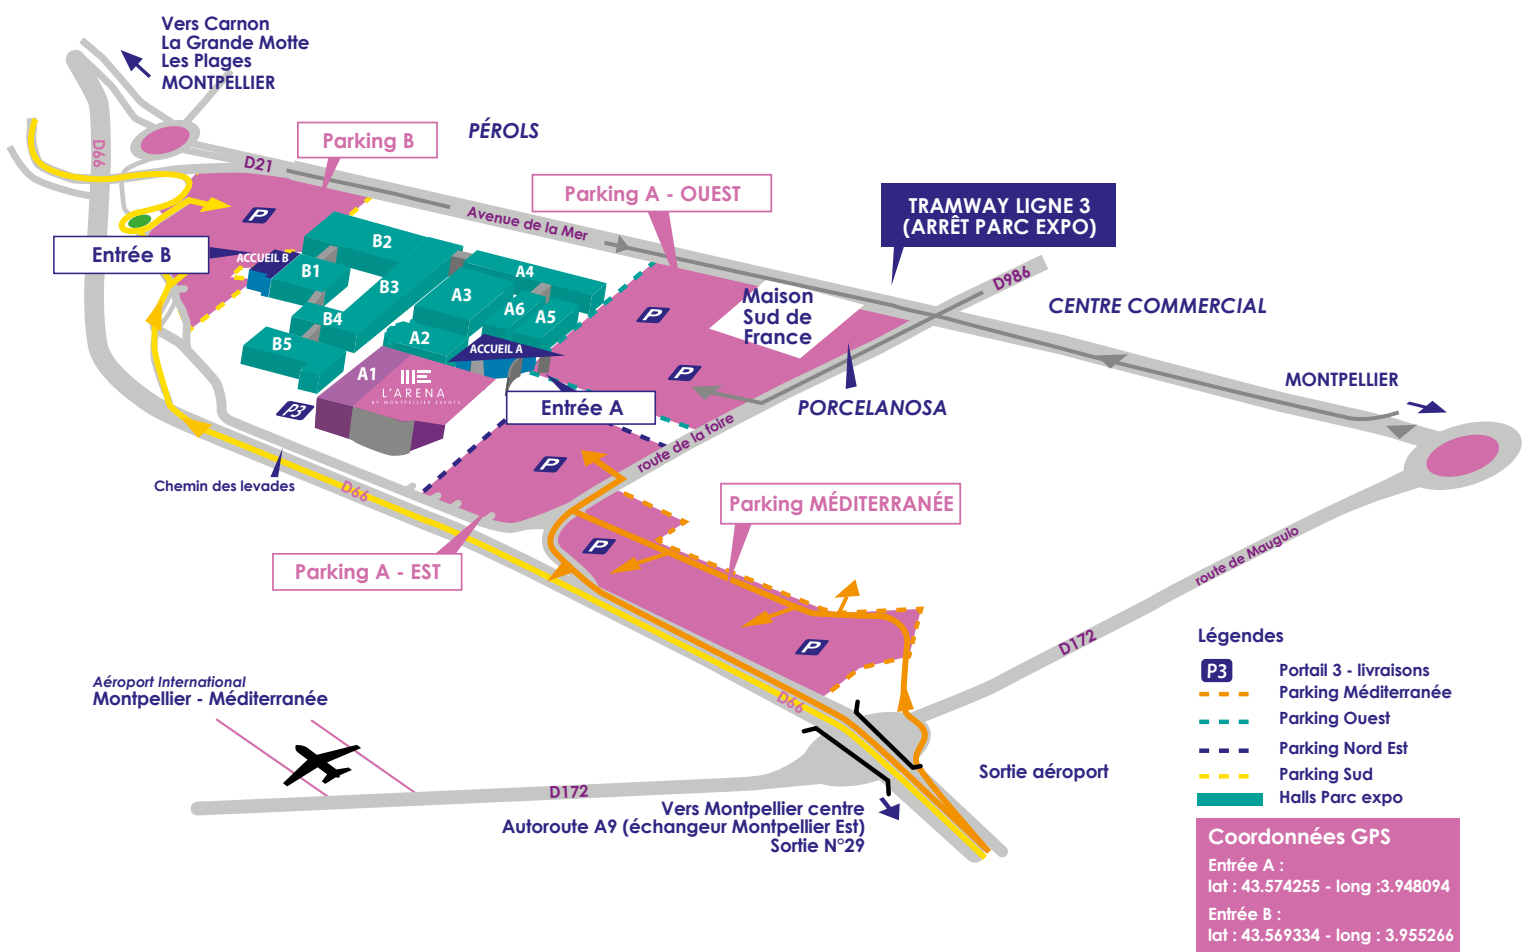 Vers Carnon
La Grande Motte
Les Plages
MONTPELLIER
D66
D21
Parking B
PÉROLS
Parking A - OUEST
Avenue de la Mer
TRAMWAY LIGNE 3
(ARRÊT PARC EXPO)
D986
CENTRE COMMERCIAL
P
Entrée B
ACCUEIL B
B1
B2
B3
B4
B5
A4
A3
A6
A5
A2
ACCUEIL A
A1
L'ARENA
BY MONTPELLIER EVENTS
P3
P
Maison
Sud de
France
P
Entrée A
PORCELANOSA
MONTPELLIER
route de la foire
P
Chemin des levades
D66
Parking MÉDITERRANÉE
Parking A - EST
P
P
route de Mauguio
D172
D66
Aéroport International
Montpellier - Méditerranée
D172
Sortie aéroport
Vers Montpellier centre
Autoroute A9 (échangeur Montpellier Est)
Sortie N°29
Légendes
P3 Portail 3 - livraisons
Parking Méditerranée
Parking Ouest
Parking Nord Est
Parking Sud
Halls Parc expo
Coordonnées GPS
Entrée A :
lat : 43.574255 - long :3.948094
Entrée B :
lat : 43.569334 - long : 3.955266